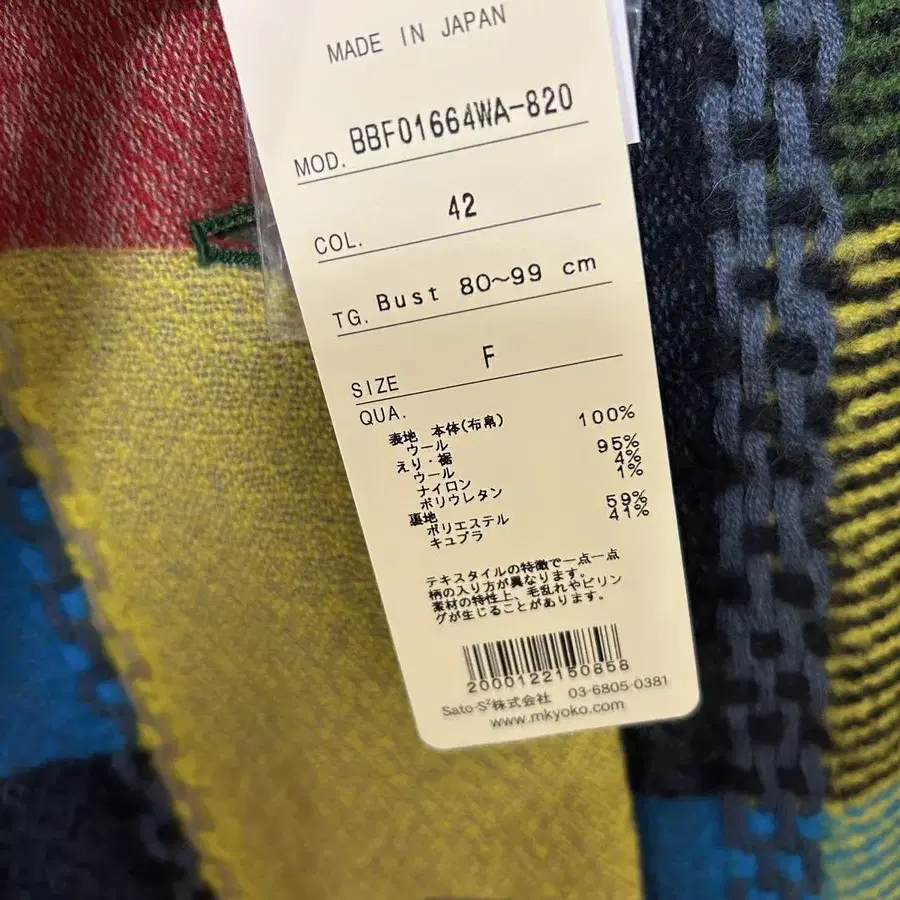 MADE IN JAPAN
MOD. BBF01664WA-820
COL. 42
TG. Bust 80~99 cm
SIZE F
QUA.
表地 本体(布帛)
ウール 100%
えり・裾
ウール 95%
ナイロン 4%
ポリウレタン 1%
裏地
ポリエステル 59%
キュプラ 41%
テキスタイルの特徴で一点一点
柄の入り方が異なります。
素材の特性上、毛乱れやピリン
グが生じることがあります。
2000122150858
Sato-S²株式会社 03-6805-0381
www.mkyoko.com